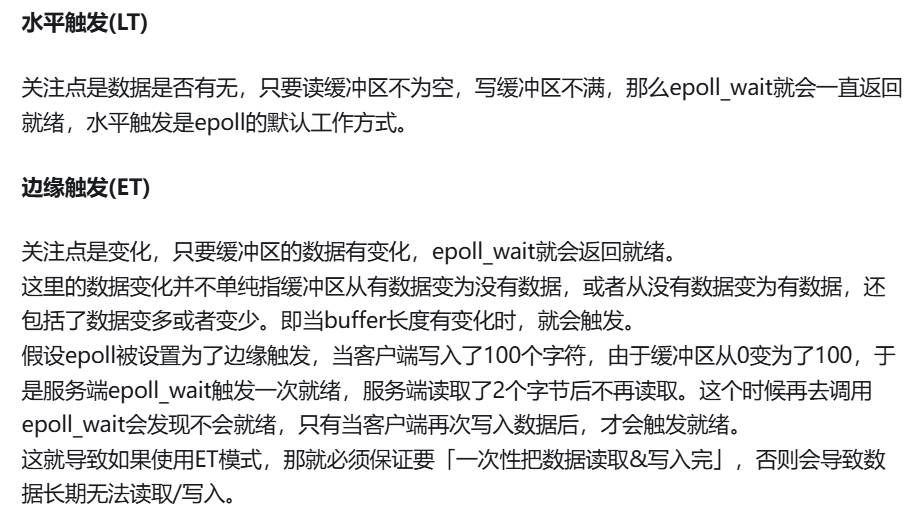 水平触发(LT)
关注点是数据是否有无，只要读缓冲区不为空，写缓冲区不满，那么epoll_wait就会一直返回
就绪，水平触发是epoll的默认工作方式。
边缘触发(ET)
关注点是变化，只要缓冲区的数据有变化，epoll_wait就会返回就绪。
这里的数据变化并不单纯指缓冲区从有数据变为没有数据，或者从没有数据变为有数据，还
包括了数据变多或者变少。即当buffer长度有变化时，就会触发。
假设epoll被设置为了边缘触发，当客户端写入了100个字符，由于缓冲区从0变为了100，于
是服务端epoll_wait触发一次就绪，服务端读取了2个字节后不再读取。这个时候再去调用
epoll_wait会发现不会就绪，只有当客户端再次写入数据后，才会触发就绪。
这就导致如果使用ET模式，那就必须保证要「一次性把数据读取&写入完」，否则会导致数
据长期无法读取/写入。